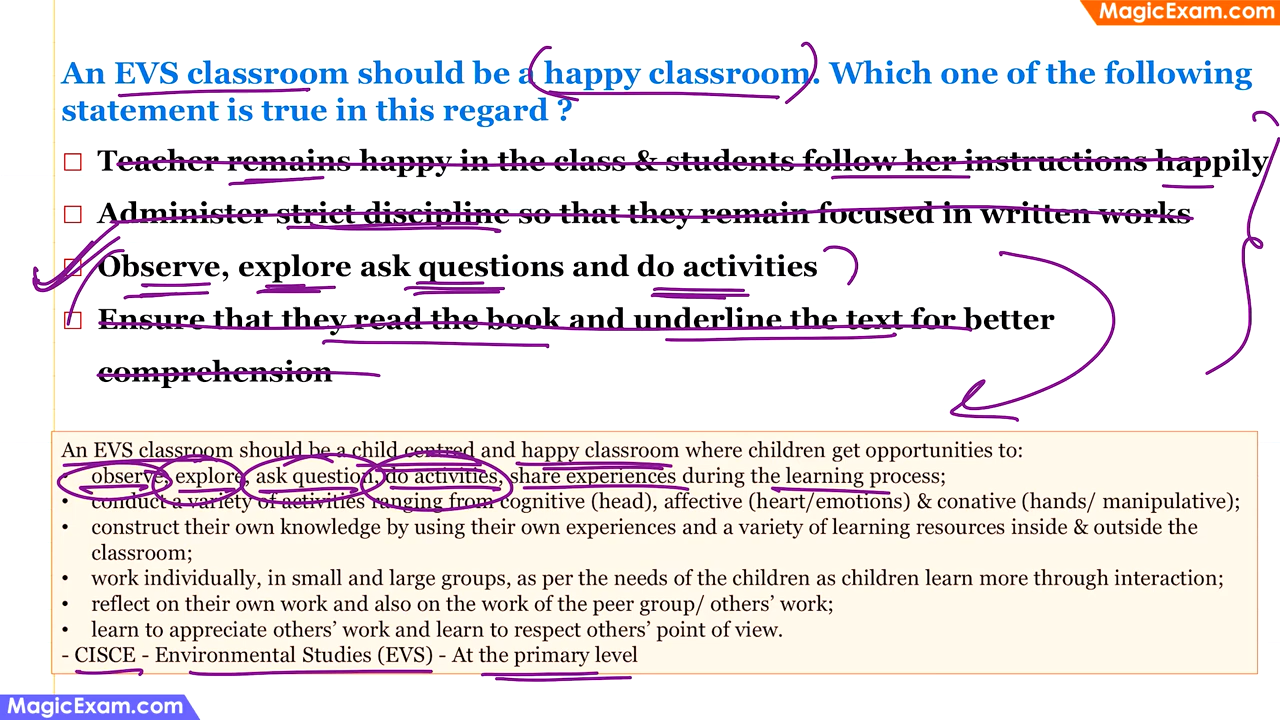 MagicExam.com
An EVS classroom should be a happy classroom. Which one of the following
statement is true in this regard ?
Teacher remains happy in the class & students follow her instructions happily
Administer strict discipline so that they remain focused in written works
Observe, explore ask questions and do activities
Ensure that they read the book and underline the text for better
comprehension
An EVS classroom should be a child centred and happy classroom where children get opportunities to:
• observe, explore, ask question, do activities, share experiences during the learning process;
• conduct a variety of activities ranging from cognitive (head), affective (heart/emotions) & conative (hands/ manipulative);
• construct their own knowledge by using their own experiences and a variety of learning resources inside & outside the
classroom;
• work individually, in small and large groups, as per the needs of the children as children learn more through interaction;
• reflect on their own work and also on the work of the peer group/ others’ work;
• learn to appreciate others’ work and learn to respect others’ point of view.
- CISCE - Environmental Studies (EVS) - At the primary level
MagicExam.com